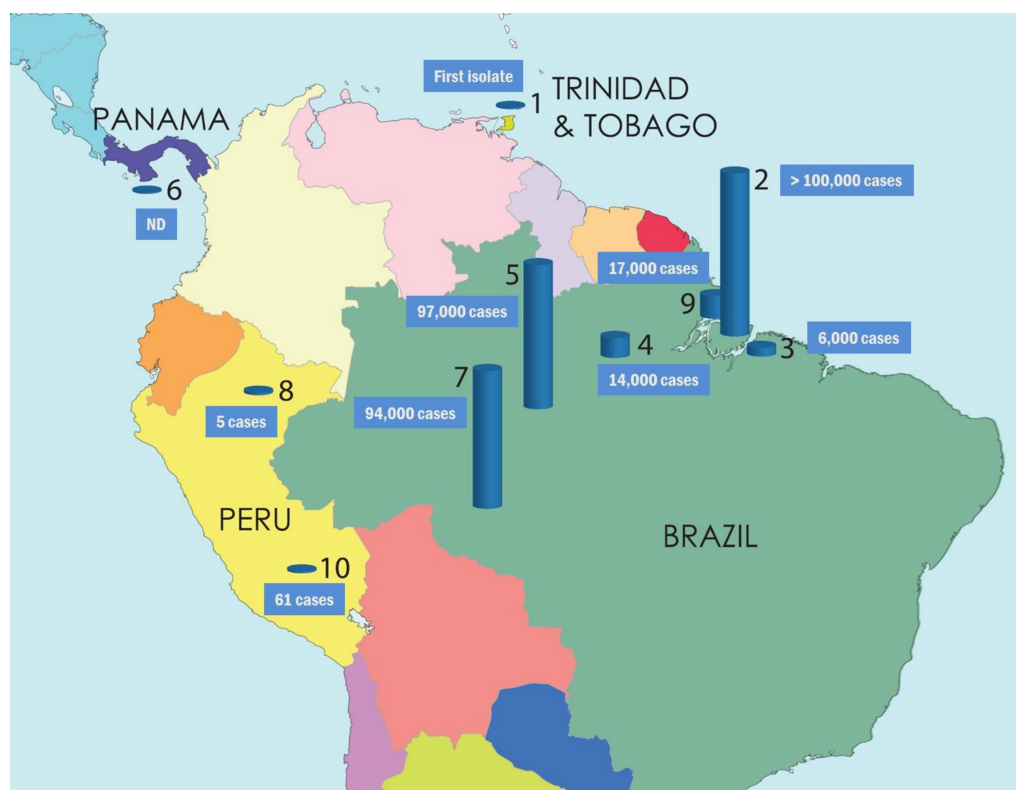 First isolate
1
TRINIDAD
& TOBAGO
PANAMA
6
ND
2
> 100,000 cases
5
97,000 cases
17,000 cases
9
3
6,000 cases
4
14,000 cases
7
94,000 cases
8
5 cases
PERU
BRAZIL
10
61 cases